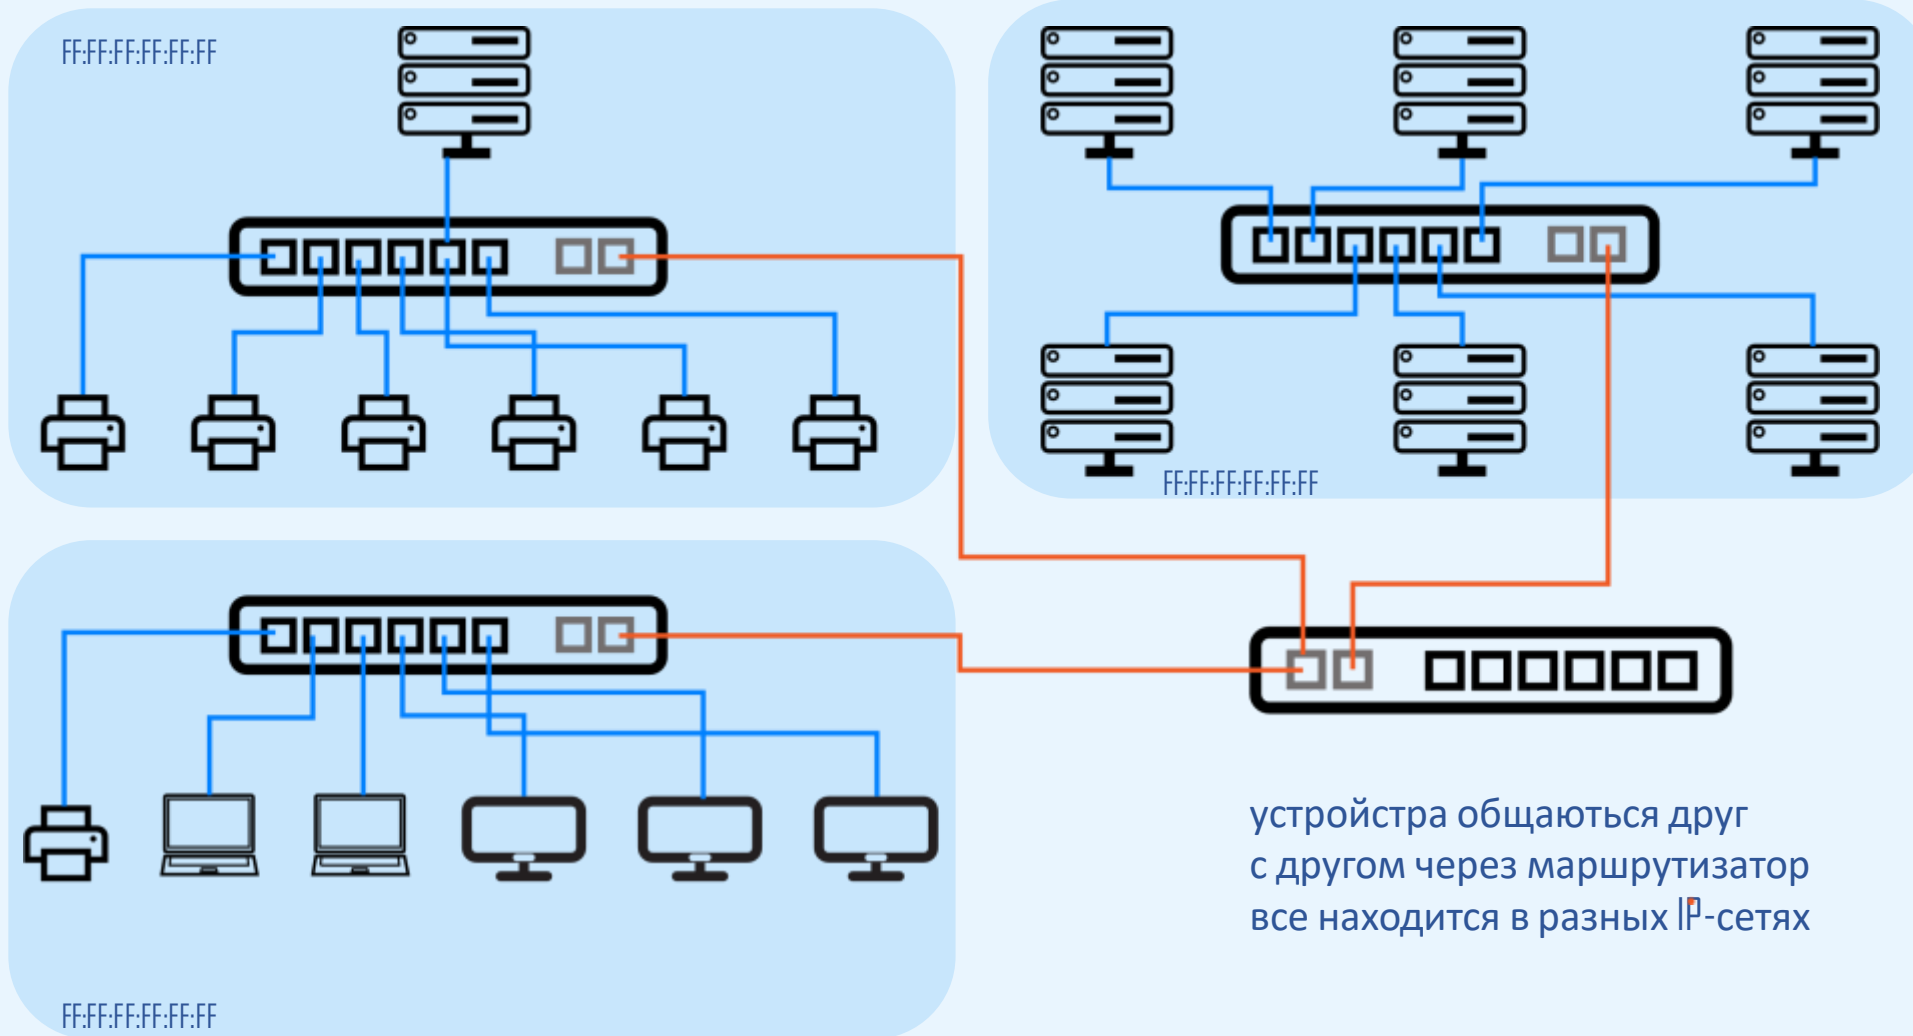 FF:FF:FF:FF:FF:FF
FF:FF:FF:FF:FF:FF
FF:FF:FF:FF:FF:FF
устройстра общаються друг
с другом через маршрутизатор
все находится в разных IP-сетях